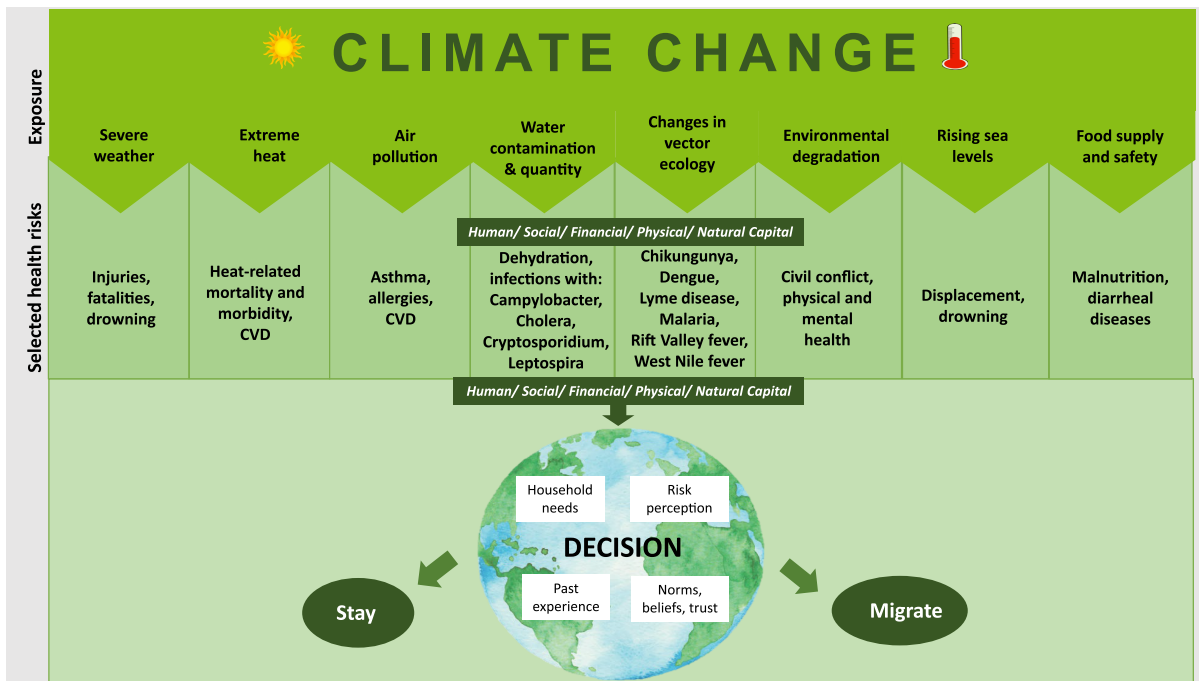 CLIMATE CHANGE
Exposure
Severe
weather
Extreme
heat
Air
pollution
Water
contamination
& quantity
Changes in
vector
ecology
Environmental
degradation
Rising sea
levels
Food supply
and safety
Human/ Social/ Financial/ Physical/ Natural Capital
Selected health risks
Injuries,
fatalities,
drowning
Heat-related
mortality and
morbidity,
CVD
Asthma,
allergies,
CVD
Dehydration,
infections with:
Campylobacter,
Cholera,
Cryptosporidium,
Leptospira
Chikungunya,
Dengue,
Lyme disease,
Malaria,
Rift Valley fever,
West Nile fever
Civil conflict,
physical and
mental
health
Displacement,
drowning
Malnutrition,
diarrheal
diseases
Human/ Social/ Financial/ Physical/ Natural Capital
Household
needs
Risk
perception
DECISION
Past
experience
Norms,
beliefs, trust
Stay
Migrate